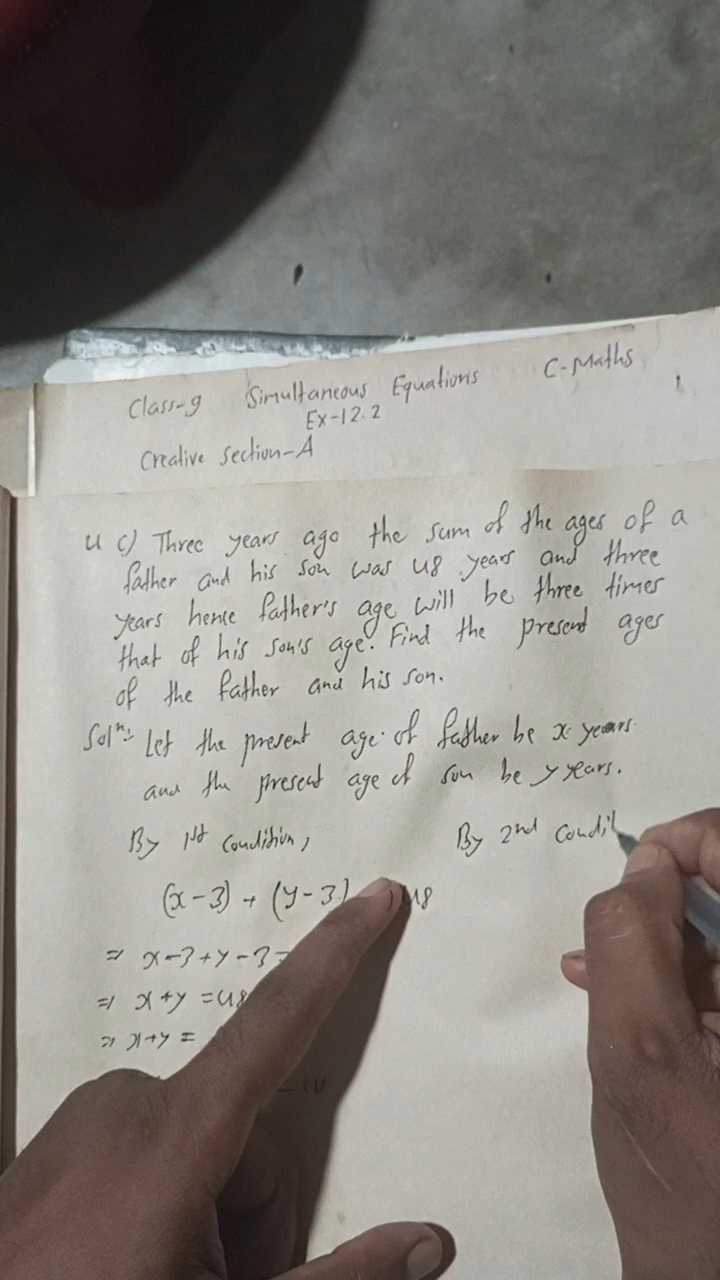 Class-9 Simultaneous Equations C-Maths
1
Ex-12.2
Creative Section-A
4 c) Three years ago the sum of the ages of a
father and his son was 48 years and three
years hence father's age will be three times
that of his son's age. Find the present ages
of the father and his son.
Solⁿ: Let the present age of father be x years
and the present age of son be y years.
By 1st condition, By 2nd Condit
(x-3) + (y-3) 48
⇒ x-3+y-3=
⇒ x+y = 48
⇒ x+y =